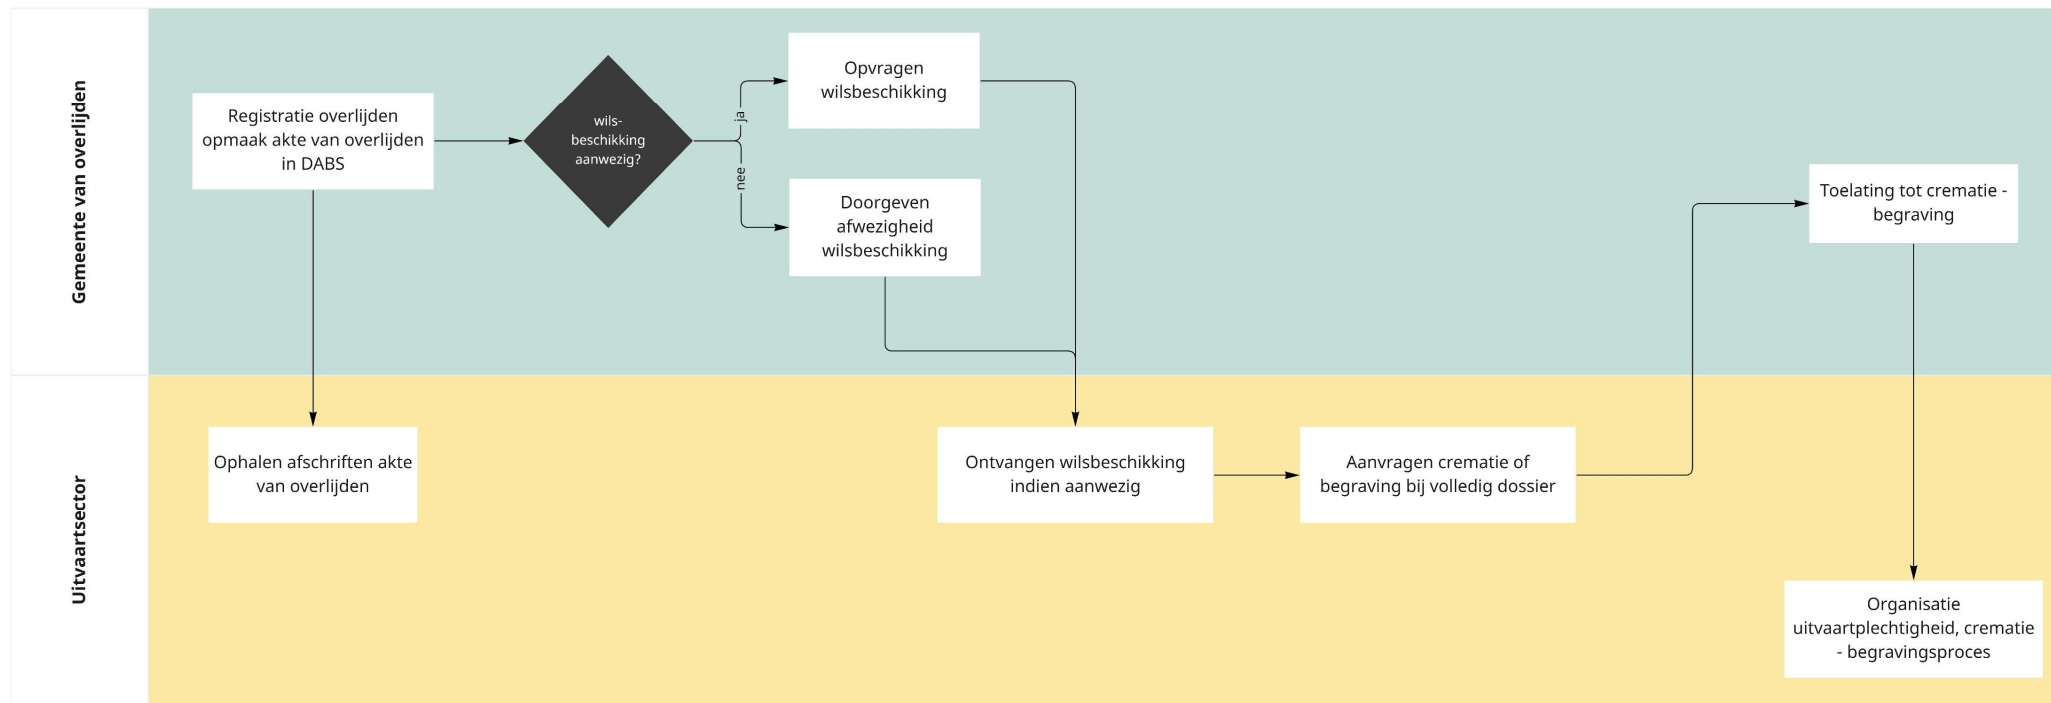 Gemeente van overlijden
Registratie overlijden
opmaak akte van overlijden
in DABS
wils-
beschikking
aanwezig?
ja
nee
Opvragen
wilsbeschikking
Doorgeven
afwezigheid
wilsbeschikking
Toelating tot crematie -
begraving
Uitvaartsector
Ophalen afschriften akte
van overlijden
Ontvangen wilsbeschikking
indien aanwezig
Aanvragen crematie of
begraving bij volledig dossier
Organisatie
uitvaartplechtigheid, crematie
- begravingsproces